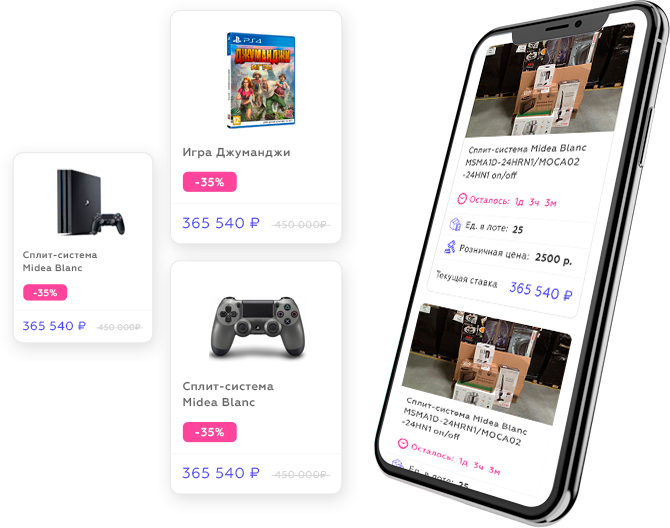 Сплит-система
Midea Blanc
-35%
365 540 ₽ 450 000₽
PS4
ДЖУМАНДЖИ
ИГРА
Игра Джуманджи
-35%
365 540 ₽ 450 000₽
Сплит-система
Midea Blanc
-35%
365 540 ₽ 450 000₽
Сплит-система Midea Blanc
MSMA1D-24HRN1/MOCA02
-24HN1 on/off
Осталось: 1д 3ч 3м
Ед. в лоте: 25
Розничная цена: 2500 р.
Текущая ставка 365 540 ₽
Сплит-система Midea Blanc
MSMA1D-24HRN1/MOCA02
-24HN1 on/off
Осталось: 1д 3ч 3м
Ед. в лоте: 25